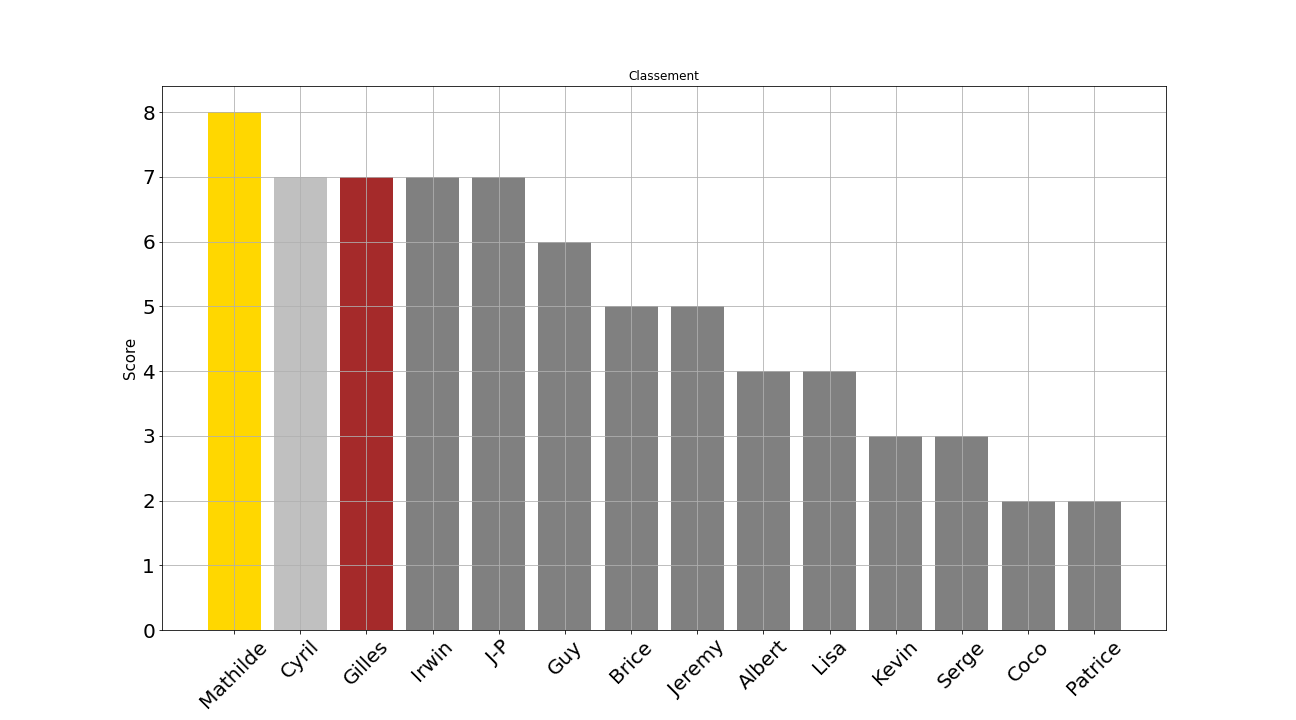 Classement
Score
8
7
6
5
4
3
2
1
0
Mathilde
Cyril
Gilles
Irwin
J-P
Guy
Brice
Jeremy
Albert
Lisa
Kevin
Serge
Coco
Patrice